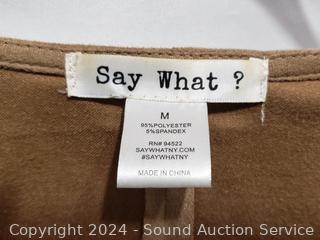 Say What ?
M
95%POLYESTER
5%SPANDEX
RN# 94522
SAYWHATNY.COM
#SAYWHATNY
MADE IN CHINA
Copyright 2024 - Sound Auction Service